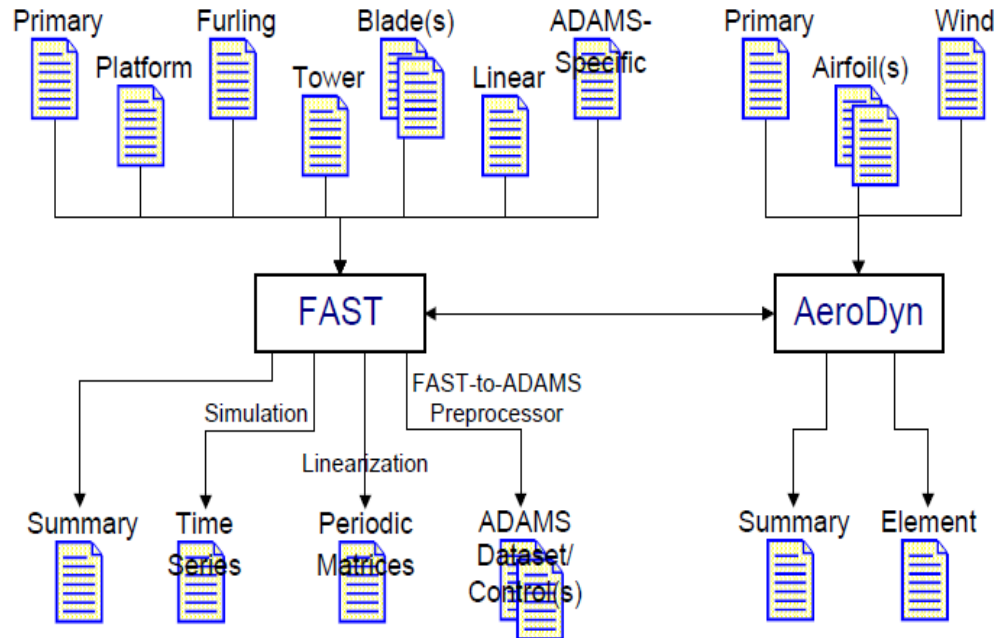 Primary
Platform
Furling
Tower
Blade(s)
Linear
ADAMS-
Specific
Primary
Airfoil(s)
Wind
FAST
AeroDyn
Simulation
Linearization
FAST-to-ADAMS
Preprocessor
Summary
Time
Series
Periodic
Matrices
ADAMS
Dataset/
Control(s)
Summary
Element